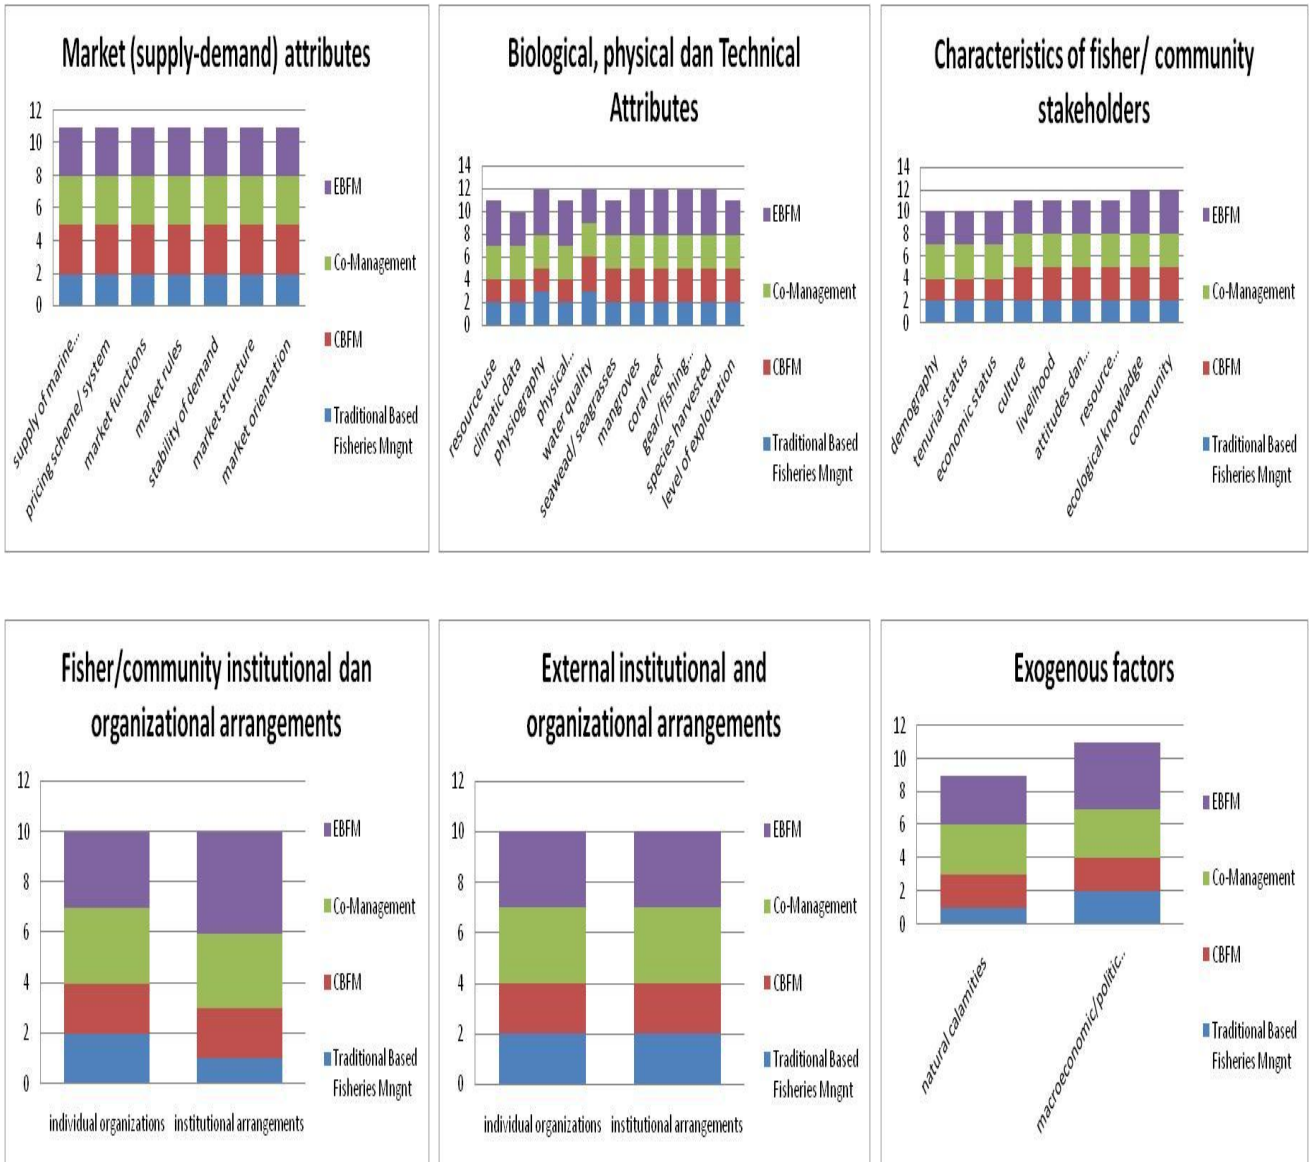 Market (supply-demand) attributes
12
10
8
6
4
2
0
supply of marine...
pricing scheme/ system
market functions
market rules
stability of demand
market structure
market orientation
EBFM
Co-Management
CBFM
Traditional Based
Fisheries Mngnt
Biological, physical dan Technical
Attributes
14
12
10
8
6
4
2
0
resource use
climatic data
physiography
physical...
water quality
seawead/ seagrasses
mangroves
coral reef
gear/fishing...
species harvested
level of exploitation
EBFM
Co-Management
CBFM
Traditional Based
Fisheries Mngnt
Characteristics of fisher/ community
stakeholders
14
12
10
8
6
4
2
0
demography
tenurial status
economic status
culture
livelihood
attitudes dan...
resource...
ecological knowladge
community
EBFM
Co-Management
CBFM
Traditional Based
Fisheries Mngnt
Fisher/community institutional dan
organizational arrangements
12
10
8
6
4
2
0
individual organizations
institutional arrangements
EBFM
Co-Management
CBFM
Traditional Based
Fisheries Mngnt
External institutional and
organizational arrangements
12
10
8
6
4
2
0
individual organizations
institutional arrangements
EBFM
Co-Management
CBFM
Traditional Based
Fisheries Mngnt
Exogenous factors
12
10
8
6
4
2
0
natural calamities
macroeconomic/politic...
EBFM
Co-Management
CBFM
Traditional Based
Fisheries Mngnt